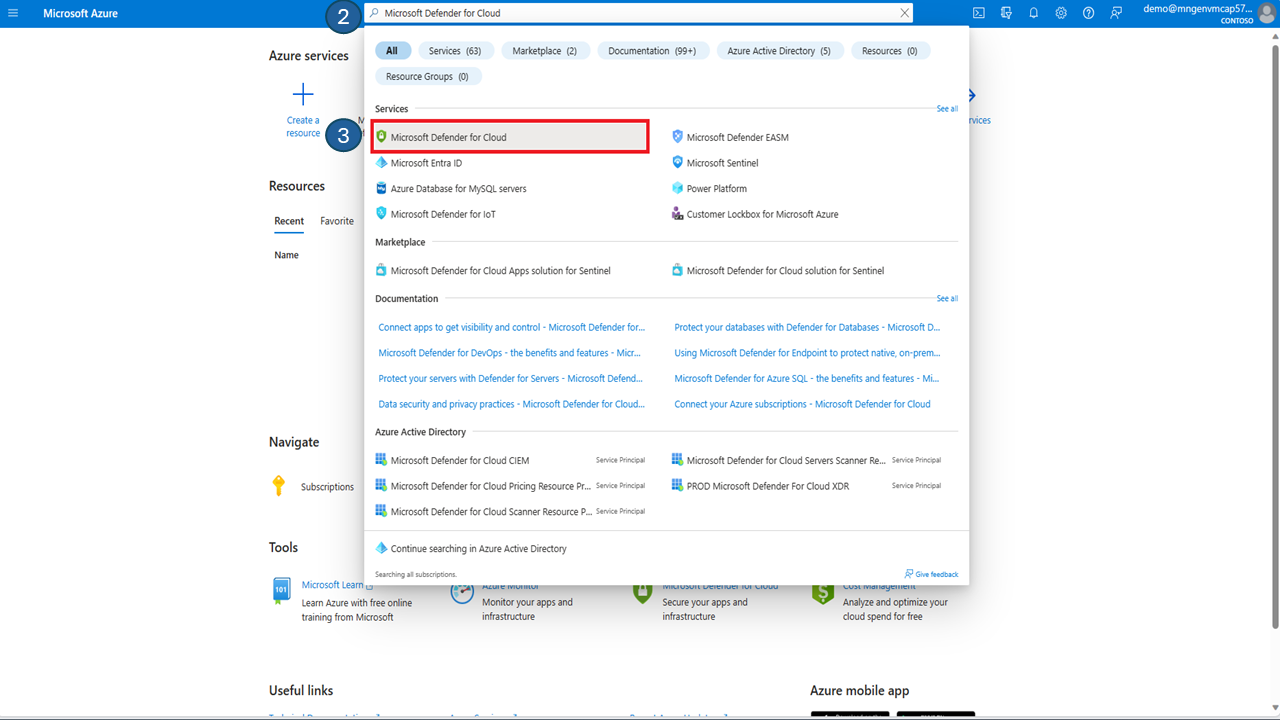 Microsoft Azure
2
Microsoft Defender for Cloud
demo@mngenvmcap57...
CONTOSO
All
Services (63)
Marketplace (2)
Documentation (99+)
Azure Active Directory (5)
Resources (0)
Resource Groups (0)
Azure services
Create a
resource
Services
See all
3
Microsoft Defender for Cloud
Microsoft Defender EASM
Microsoft Entra ID
Microsoft Sentinel
Azure Database for MySQL servers
Power Platform
Microsoft Defender for IoT
Customer Lockbox for Microsoft Azure
Resources
Recent
Favorite
Name
Marketplace
Microsoft Defender for Cloud Apps solution for Sentinel
Microsoft Defender for Cloud solution for Sentinel
Documentation
See all
Connect apps to get visibility and control - Microsoft Defender for...
Protect your databases with Defender for Databases - Microsoft D...
Microsoft Defender for DevOps - the benefits and features - Micr...
Using Microsoft Defender for Endpoint to protect native, on-prem...
Protect your servers with Defender for Servers - Microsoft Defend...
Microsoft Defender for Azure SQL - the benefits and features - Mi...
Data security and privacy practices - Microsoft Defender for Cloud...
Connect your Azure subscriptions - Microsoft Defender for Cloud
Azure Active Directory
Microsoft Defender for Cloud CIEM
Service Principal
Microsoft Defender for Cloud Servers Scanner Re...
Service Principal
Microsoft Defender for Cloud Pricing Resource Pr...
Service Principal
PROD Microsoft Defender For Cloud XDR
Service Principal
Microsoft Defender for Cloud Scanner Resource P...
Service Principal
Continue searching in Azure Active Directory
Searching all subscriptions.
Give feedback
Navigate
Subscriptions
Tools
Microsoft Learn
Learn Azure with free online
training from Microsoft
Azure Monitor
Monitor your apps and
infrastructure
Microsoft Defender for Cloud
Secure your apps and
infrastructure
Cost Management
Analyze and optimize your
cloud spend for free
Useful links
Azure mobile app